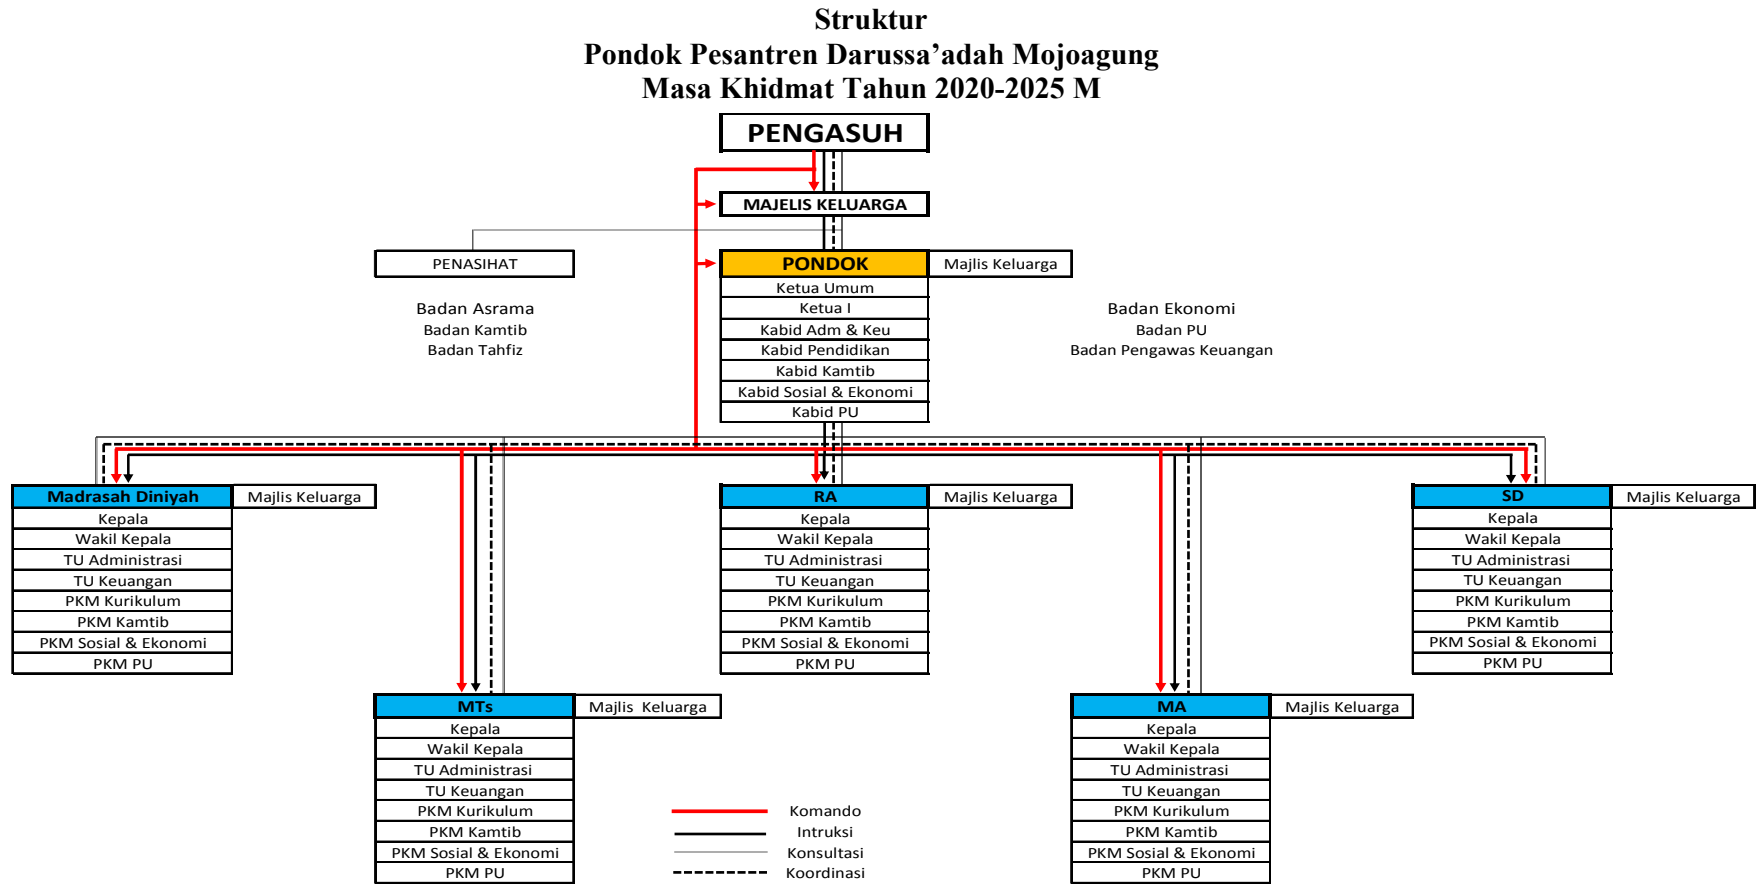 Struktur
Pondok Pesantren Darussa’adah Mojoagung
Masa Khidmat Tahun 2020-2025 M
PENGASUH
MAJELIS KELUARGA
PENASIHAT
PONDOK
Majlis Keluarga
Ketua Umum
Ketua I
Kabid Adm & Keu
Kabid Pendidikan
Kabid Kamtib
Kabid Sosial & Ekonomi
Kabid PU
Badan Asrama
Badan Kamtib
Badan Tahfiz
Badan Ekonomi
Badan PU
Badan Pengawas Keuangan
Madrasah Diniyah
Majlis Keluarga
Kepala
Wakil Kepala
TU Administrasi
TU Keuangan
PKM Kurikulum
PKM Kamtib
PKM Sosial & Ekonomi
PKM PU
RA
Majlis Keluarga
Kepala
Wakil Kepala
TU Administrasi
TU Keuangan
PKM Kurikulum
PKM Kamtib
PKM Sosial & Ekonomi
PKM PU
SD
Majlis Keluarga
Kepala
Wakil Kepala
TU Administrasi
TU Keuangan
PKM Kurikulum
PKM Kamtib
PKM Sosial & Ekonomi
PKM PU
MTs
Majlis Keluarga
Kepala
Wakil Kepala
TU Administrasi
TU Keuangan
PKM Kurikulum
PKM Kamtib
PKM Sosial & Ekonomi
PKM PU
MA
Majlis Keluarga
Kepala
Wakil Kepala
TU Administrasi
TU Keuangan
PKM Kurikulum
PKM Kamtib
PKM Sosial & Ekonomi
PKM PU
Komando
Intruksi
Konsultasi
Koordinasi